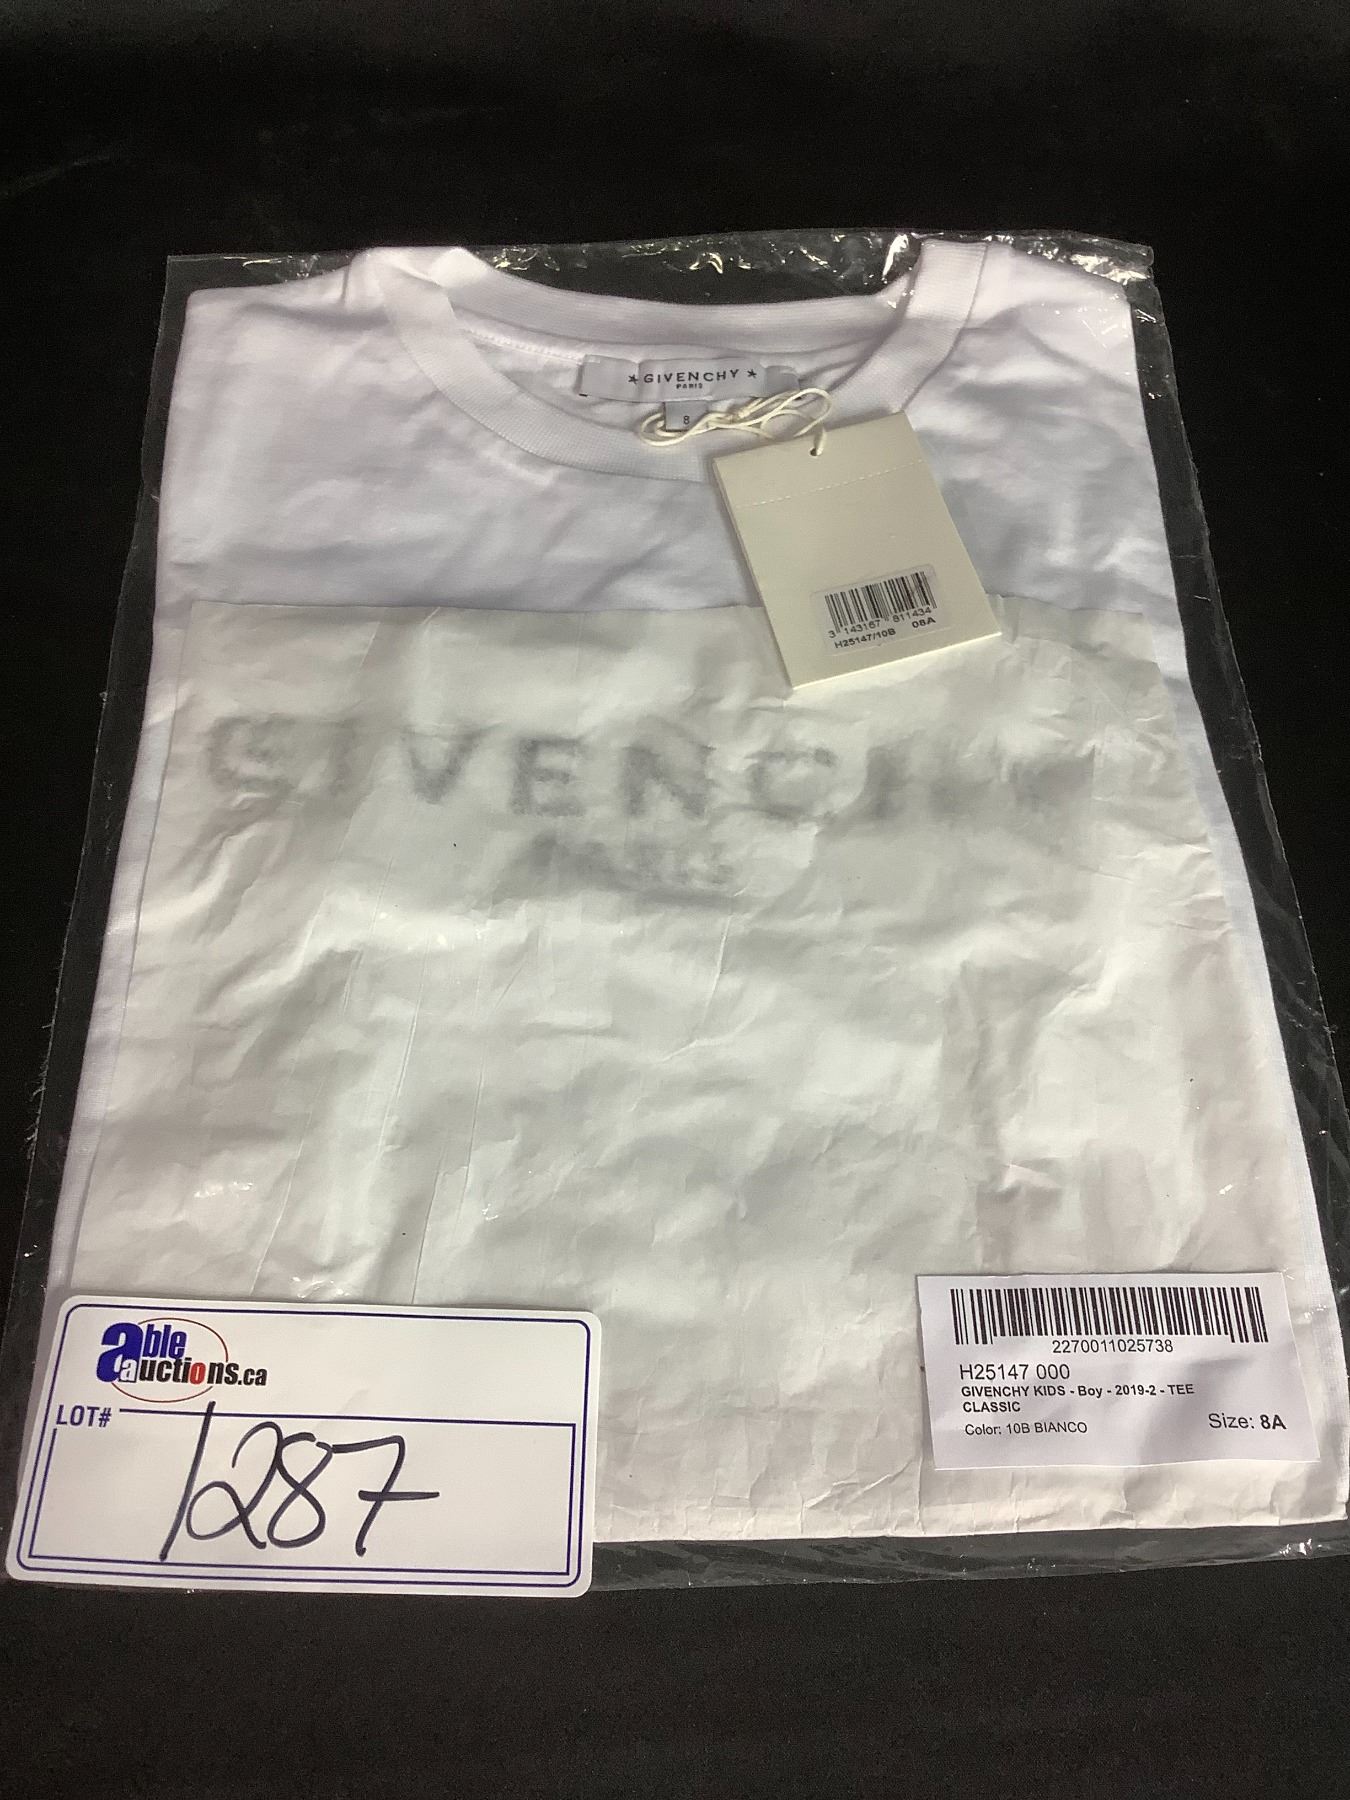 ★ GIVENCHY ★
PARIS
8
3 143167 811434
H25147/10B 08A
GIVENCHY
PARIS
able
auctions.ca
LOT#
1287
2270011025738
H25147 000
GIVENCHY KIDS - Boy - 2019-2 - TEE
CLASSIC
Color: 10B BIANCO
Size: 8A